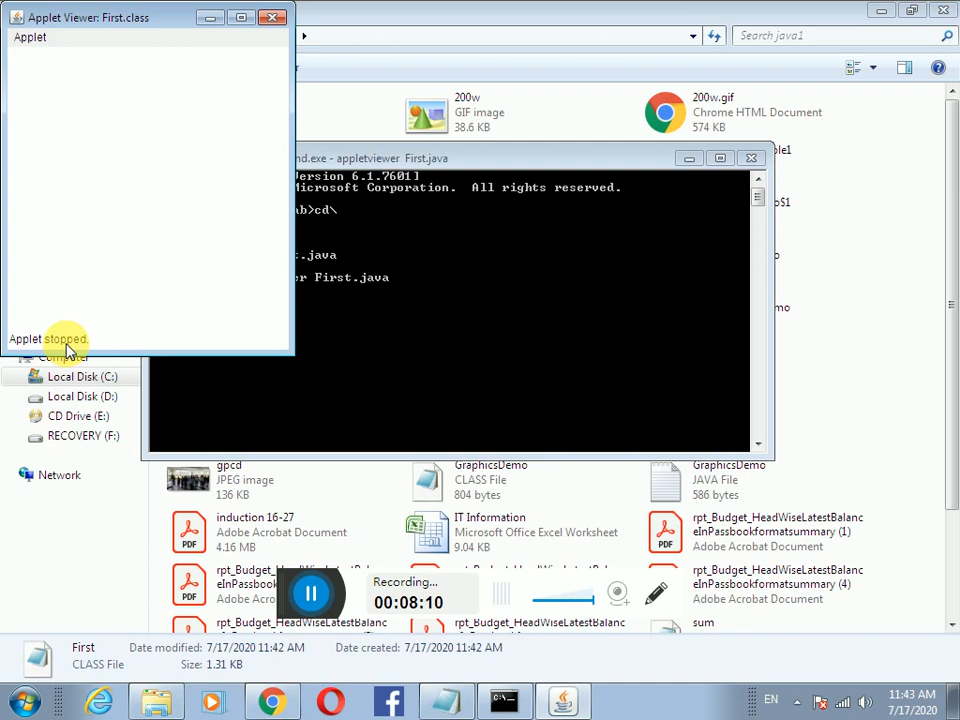 Applet Viewer: First.class
Applet
Applet stopped.
Search java1
200w
GIF image
38.6 KB
200w.gif
Chrome HTML Document
574 KB
nd.exe - appletviewer First.java
Version 6.1.7601]
Microsoft Corporation. All rights reserved.
ab>cd\
t.java
er First.java
Computer
Local Disk (C:)
Local Disk (D:)
CD Drive (E:)
RECOVERY (F:)
Network
gpcd
JPEG image
136 KB
GraphicsDemo
CLASS File
804 bytes
GraphicsDemo
JAVA File
586 bytes
induction 16-27
Adobe Acrobat Document
4.16 MB
IT Information
Microsoft Office Excel Worksheet
9.04 KB
rpt_Budget_HeadWiseLatestBalanc
eInPassbookformatsummary (1)
Adobe Acrobat Document
rpt_Budget_HeadWiseLatestBalanc
eInPassbookformatsummary (4)
Adobe Acrobat Document
rpt_Budget_HeadWiseLatestBalanc
rpt_Budget_HeadWiseLatestBalanc
sum
Recording...
00:08:10
First
CLASS File
Date modified: 7/17/2020 11:42 AM
Size: 1.31 KB
Date created: 7/17/2020 11:42 AM
EN
11:43 AM
7/17/2020